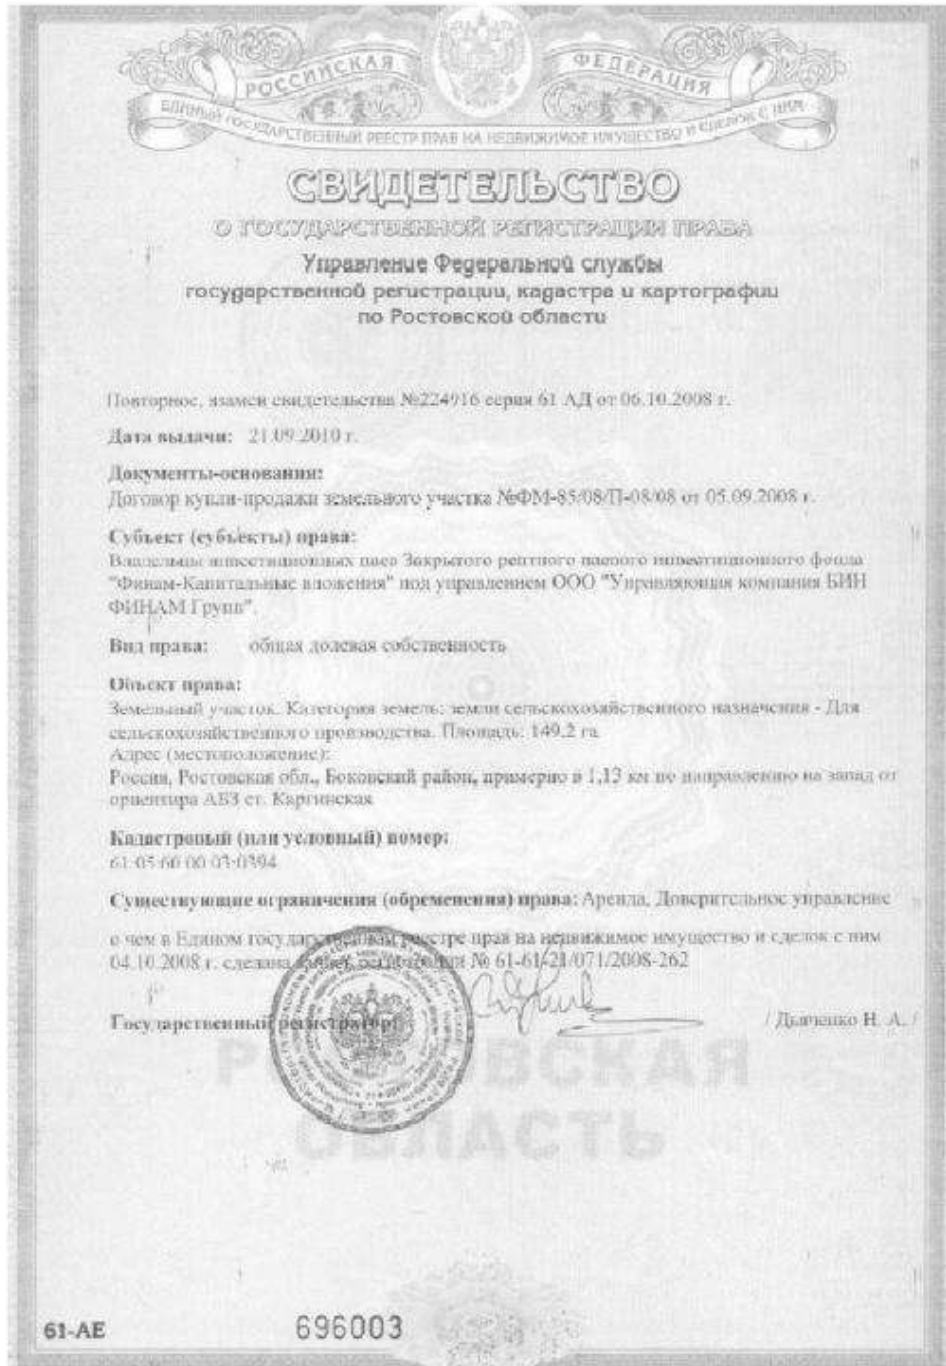 РОССИЙСКАЯ ФЕДЕРАЦИЯ
ЕДИНЫЙ ГОСУДАРСТВЕННЫЙ РЕЕСТР ПРАВ НА НЕДВИЖИМОЕ ИМУЩЕСТВО И СДЕЛОК С НИМ
СВИДЕТЕЛЬСТВО
О ГОСУДАРСТВЕННОЙ РЕГИСТРАЦИИ ПРАВА
Управление Федеральной службы
государственной регистрации, кадастра и картографии
по Ростовской области
Повторное, взамен свидетельства №224916 серия 61 АД от 06.10.2008 г.
Дата выдачи: 21.09.2010 г.
Документы-основания:
Договор купли-продажи земельного участка №ФМ-85/08/П-08/08 от 05.09.2008 г.
Субъект (субъекты) права:
Владельцы инвестиционных паев Закрытого рентного паевого инвестиционного фонда
"Финам-Капитальные вложения" под управлением ООО "Управляющая компания БИН
ФИНАМ Групп".
Вид права: общая долевая собственность
Объект права:
Земельный участок. Категория земель: земли сельскохозяйственного назначения - Для
сельскохозяйственного производства. Площадь: 149,2 га
Адрес (местоположение):
Россия, Ростовская обл., Боковский район, примерно в 1,13 км по направлению на запад от
ориентира АБЗ ст. Каргинская
Кадастровый (или условный) номер:
61:05:60 00 03:0394
Существующие ограничения (обременения) права: Аренда, Доверительное управление
о чем в Едином государственном реестре прав на недвижимое имущество и сделок с ним
04.10.2008 г. сделана запись регистрации № 61-61-21/071/2008-262
Государственный регистратор: / Дьяченко Н. А. /
РОСТОВСКАЯ
ОБЛАСТЬ
61-АЕ 696003